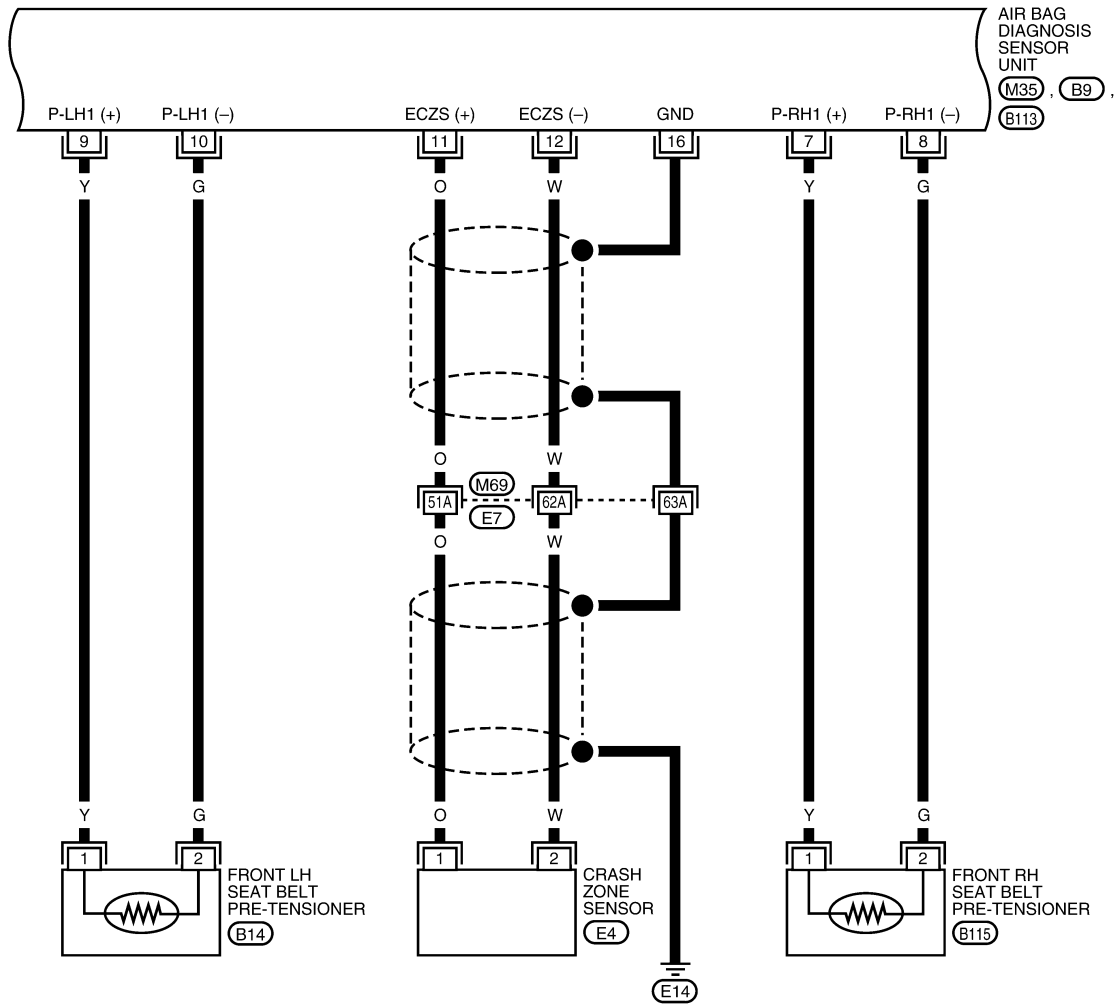 AIR BAG
DIAGNOSIS
SENSOR
UNIT
M35 , B9 ,
B113
P-LH1 (+) P-LH1 (–) ECZS (+) ECZS (–) GND P-RH1 (+) P-RH1 (–)
9 10 11 12 16 7 8
Y G O W Y G
O W
M69
51A 62A 63A
E7
O W
Y G O W Y G
1 2 1 2 1 2
FRONT LH
SEAT BELT
PRE-TENSIONER
B14
CRASH
ZONE
SENSOR
E4
FRONT RH
SEAT BELT
PRE-TENSIONER
B115
E14